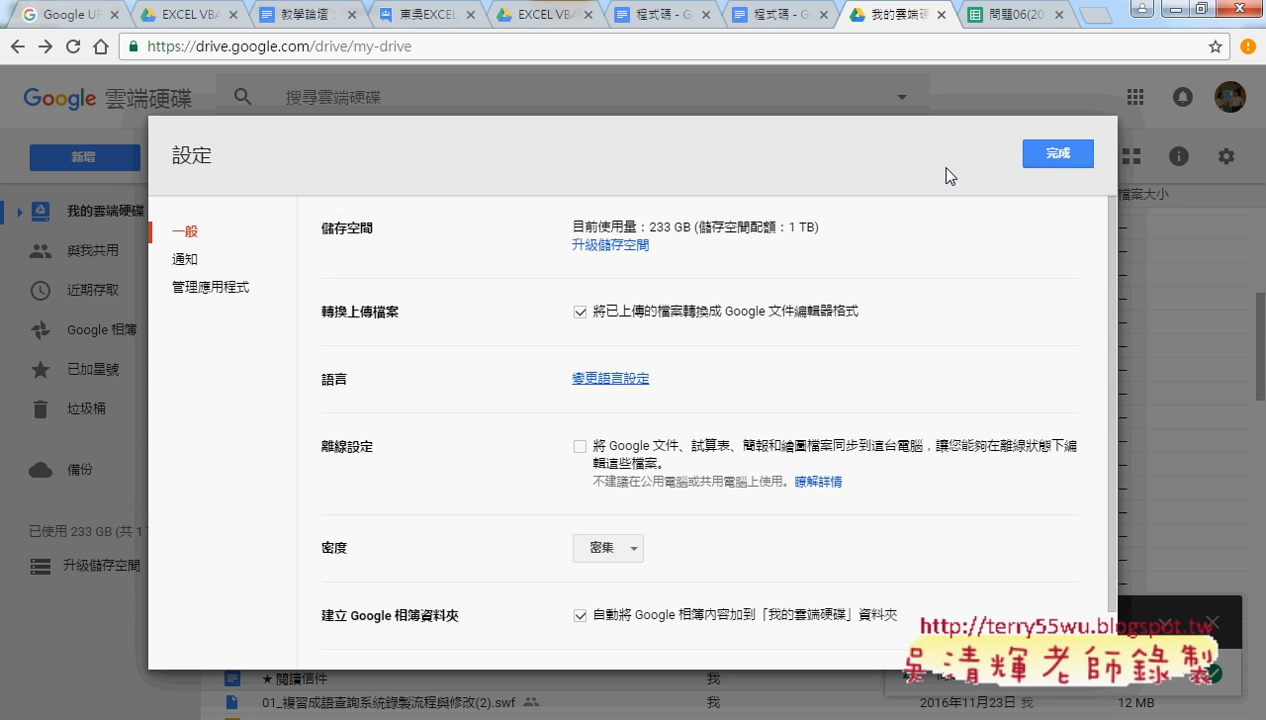 Google UR
EXCEL VBA
教學論壇
東吳EXCEL
EXCEL VBA
程式碼 - G
程式碼 - G
我的雲端硬
問題06(20
https://drive.google.com/drive/my-drive
Google 雲端硬碟
搜尋雲端硬碟
新增
設定
完成
檔案大小
我的雲端硬碟
與我共用
近期存取
Google 相簿
已加星號
垃圾桶
備份
已使用 233 GB (共 1
升級儲存空間
一般
通知
管理應用程式
儲存空間
目前使用量：233 GB (儲存空間配額：1 TB)
升級儲存空間
轉換上傳檔案
將已上傳的檔案轉換成 Google 文件編輯器格式
語言
變更語言設定
離線設定
將 Google 文件、試算表、簡報和繪圖檔案同步到這台電腦，讓您能夠在離線狀態下編
輯這些檔案。
不建議在公用電腦或共用電腦上使用。瞭解詳情
密度
密集
建立 Google 相簿資料夾
自動將 Google 相簿內容加到「我的雲端硬碟」資料夾
http://terry55wu.blogspot.tw
吳清輝老師錄製
★ 閱讀信件
我
01_複習成語查詢系統錄製流程與修改(2).swf
我
2016年11月23日 我
12 MB